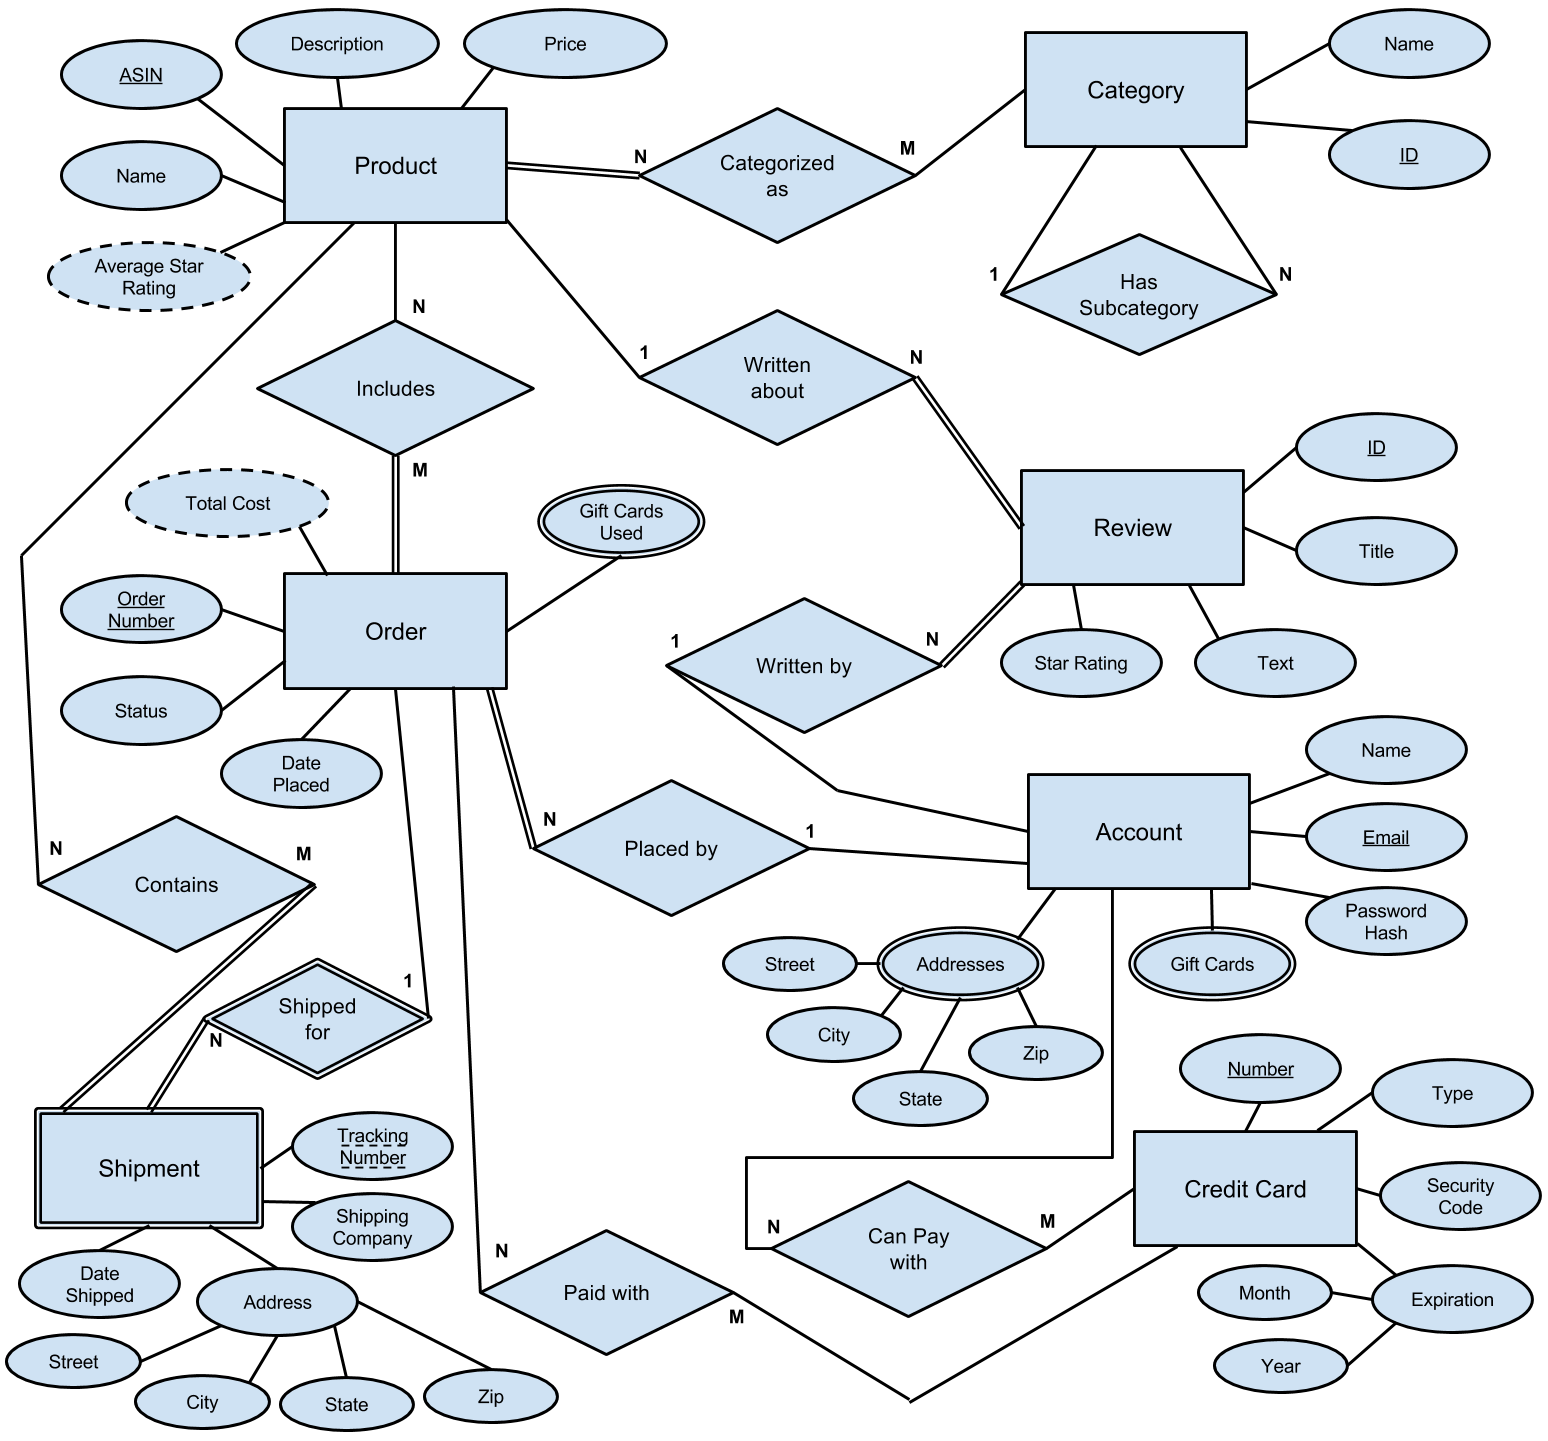 Description
Price
Name
ASIN
Category
Product
Name
N
M
Categorized
as
ID
Name
Average Star
Rating
1
Has
Subcategory
N
N
1
Written
about
N
Includes
ID
M
Total Cost
Gift Cards
Used
Review
Title
Order
Number
Order
1
Written by
N
Star Rating
Text
Status
Date
Placed
Name
N
Placed by
1
Account
Email
N
Contains
M
Password
Hash
Street
Addresses
Gift Cards
1
Shipped
for
N
City
Zip
State
Number
Type
Tracking
Number
Shipment
Credit Card
Security
Code
Shipping
Company
N
Can Pay
with
M
Date
Shipped
Address
N
Paid with
M
Month
Expiration
Street
Year
City
State
Zip